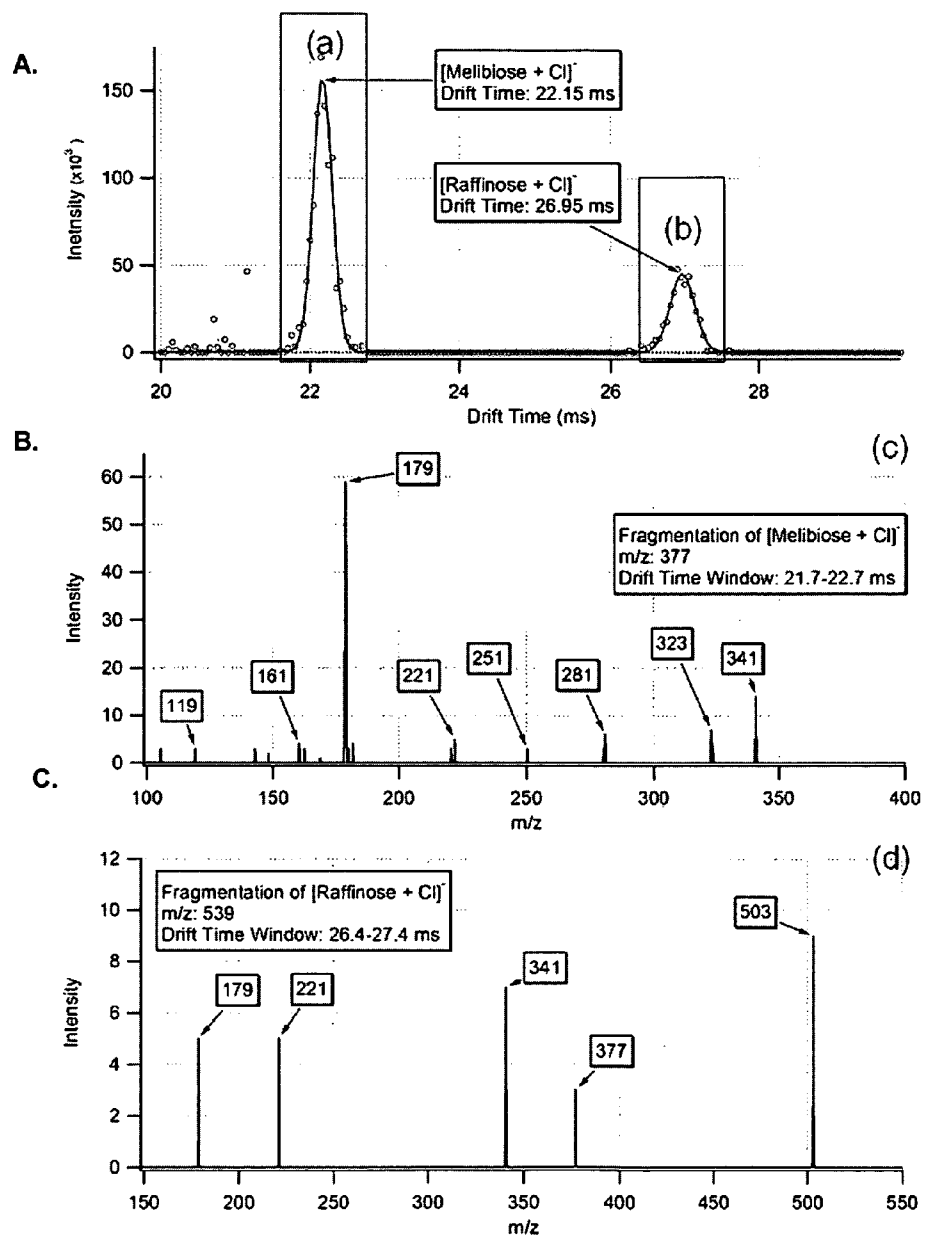 A.
(a)
[Melibiose + Cl]⁻
Drift Time: 22.15 ms
[Raffinose + Cl]⁻
Drift Time: 26.95 ms
(b)
Inetnsity (x10³)
150
100
50
0
20
22
24
26
28
Drift Time (ms)
B.
(c)
179
Fragmentation of [Melibiose + Cl]⁻
m/z: 377
Drift Time Window: 21.7-22.7 ms
119
161
221
251
281
323
341
Intensity
60
50
40
30
20
10
0
100
150
200
250
300
350
400
m/z
C.
(d)
Fragmentation of [Raffinose + Cl]⁻
m/z: 539
Drift Time Window: 26.4-27.4 ms
179
221
341
377
503
Intensity
12
10
8
6
4
2
0
150
200
250
300
350
400
450
500
550
m/z